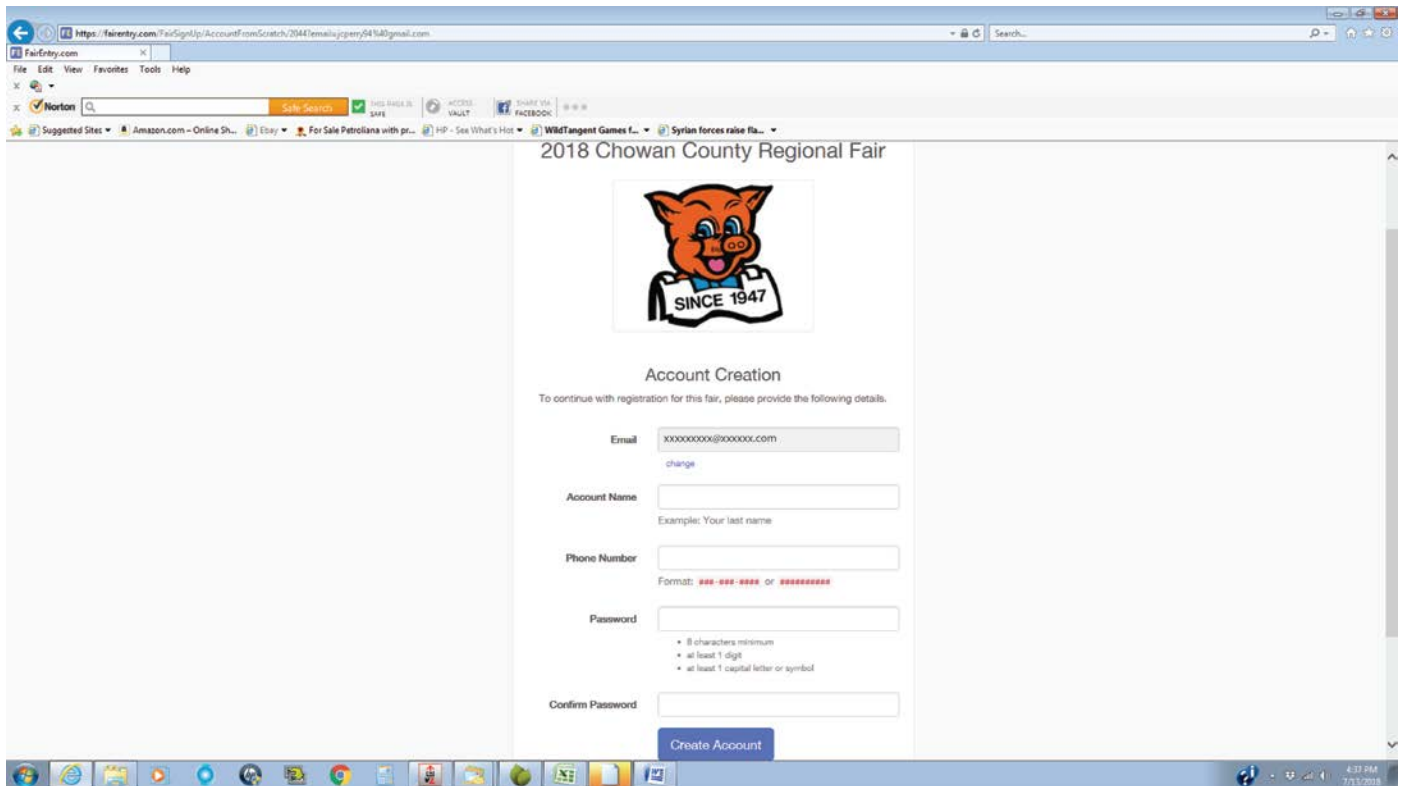 https://fairentry.com/FairSignUp/AccountFromScratch/2044?email=jcperry94%40gmail.com
Search...
FairEntry.com
File Edit View Favorites Tools Help
Norton
Safe Search
THIS PAGE IS SAFE
ACCESS VAULT
SHARE VIA FACEBOOK
Suggested Sites
Amazon.com – Online Sh...
Ebay
For Sale Petroliana with pr...
HP - See What's Hot
WildTangent Games f...
Syrian forces raise fla...
2018 Chowan County Regional Fair
SINCE 1947
Account Creation
To continue with registration for this fair, please provide the following details.
Email
xxxxxxxxx@xxxxxx.com
change
Account Name
Example: Your last name
Phone Number
Format: ###-###-#### or ##########
Password
• 8 characters minimum
• at least 1 digit
• at least 1 capital letter or symbol
Confirm Password
Create Account
4:37 PM
7/13/2018